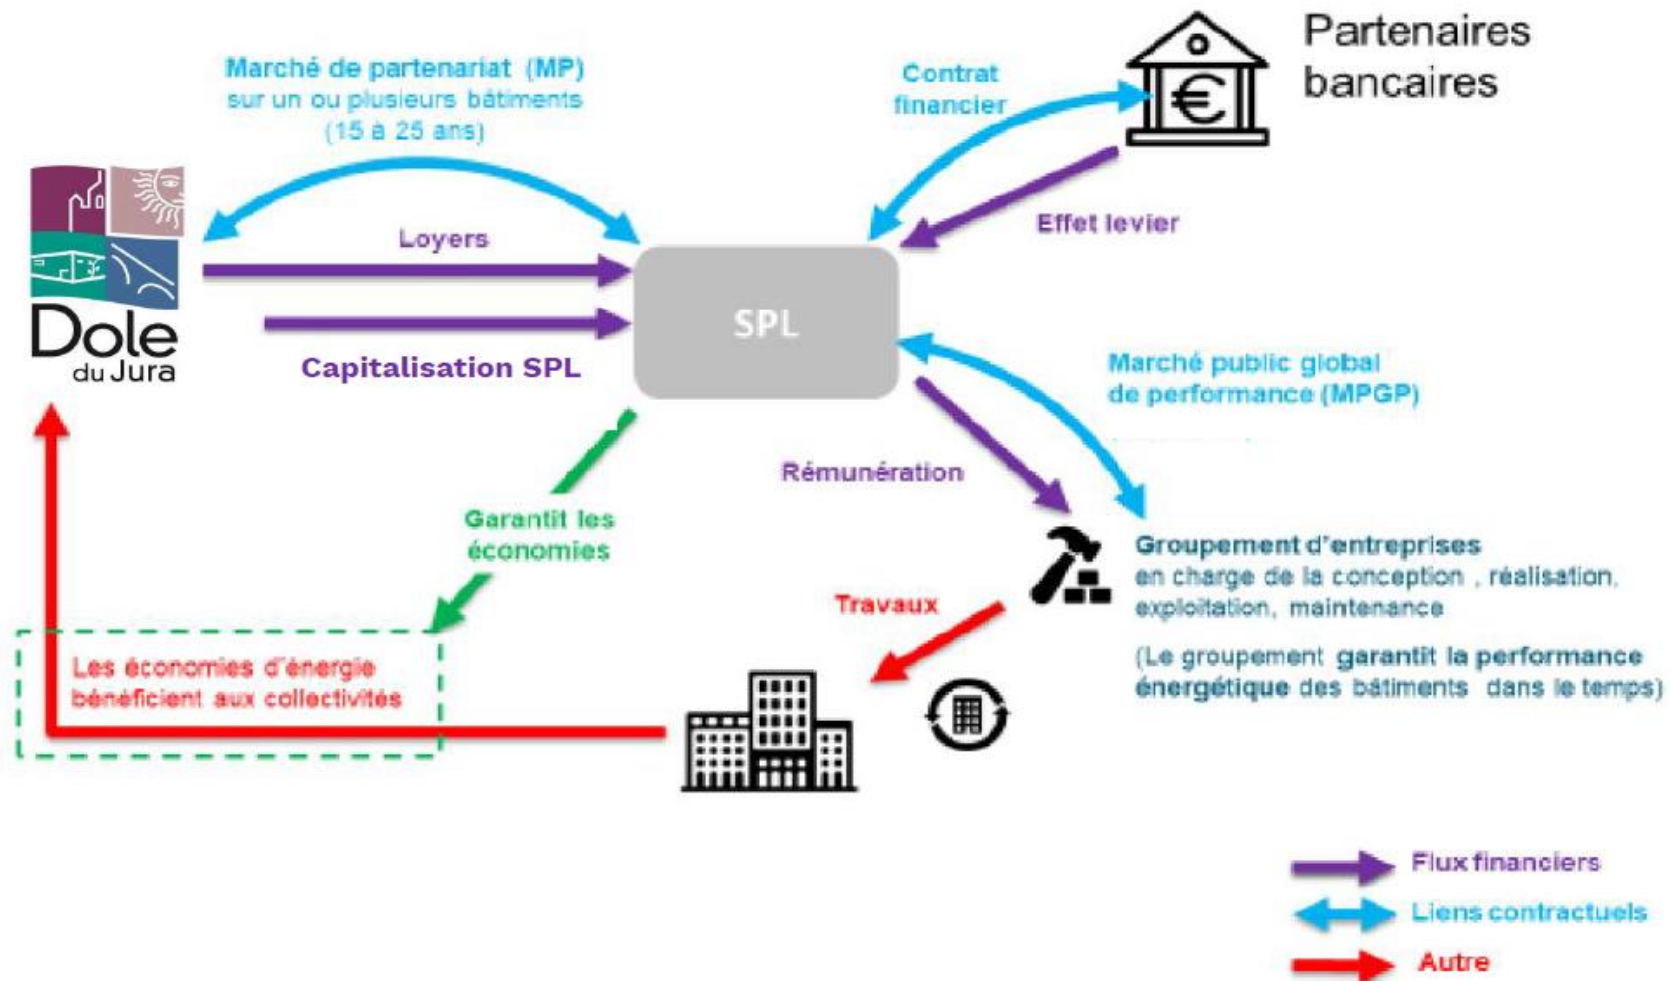 Partenaires
bancaires
Marché de partenariat (MP)
sur un ou plusieurs bâtiments
(15 à 25 ans)
Contrat
financier
Effet levier
Loyers
Dole
du Jura
Capitalisation SPL
SPL
Marché public global
de performance (MPGP)
Rémunération
Garantit les
économies
Groupement d'entreprises
en charge de la conception , réalisation,
exploitation, maintenance
(Le groupement garantit la performance
énergétique des bâtiments dans le temps)
Travaux
Les économies d'énergie
bénéficient aux collectivités
Flux financiers
Liens contractuels
Autre